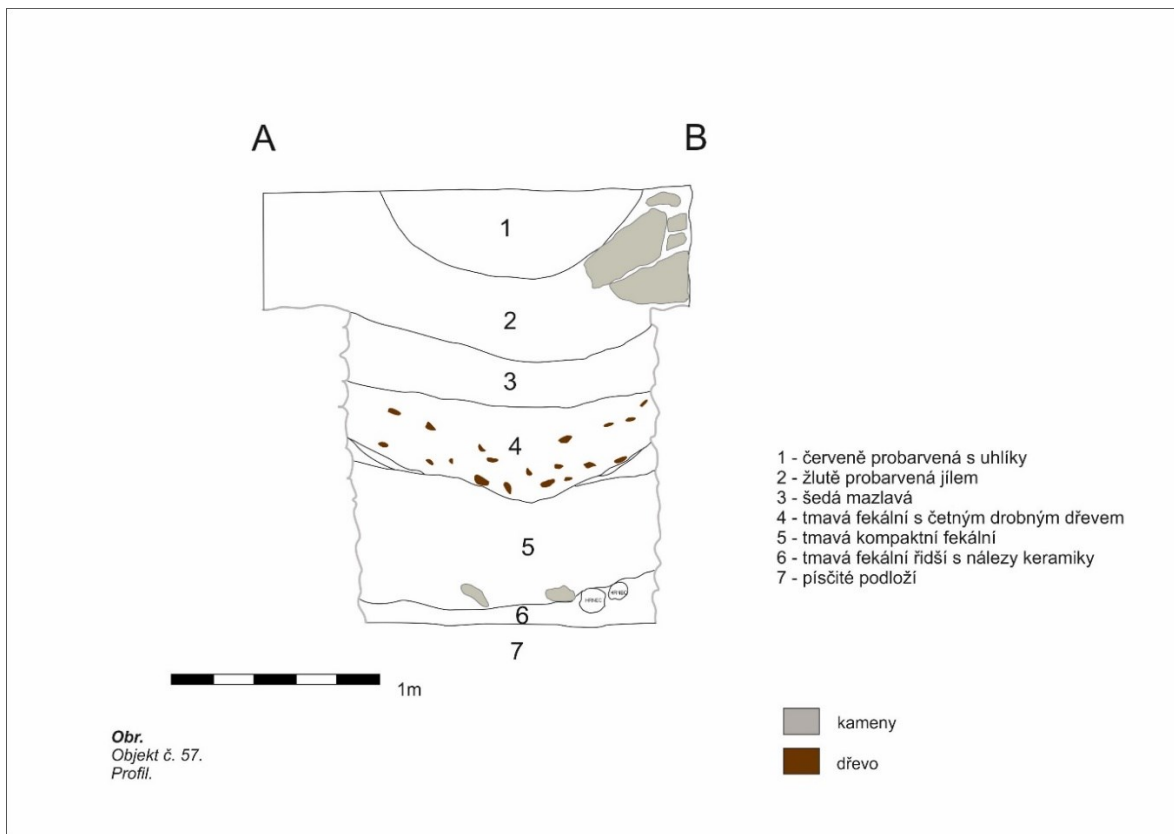 A B
1
2
3
4
5
HRNEC HRNEC
6
7
1 - červeně probarvená s uhlíky
2 - žlutě probarvená jílem
3 - šedá mazlavá
4 - tmavá fekální s četným drobným dřevem
5 - tmavá kompaktní fekální
6 - tmavá fekální řidší s nálezy keramiky
7 - písčité podloží
1m
Obr.
Objekt č. 57.
Profil.
kameny
dřevo